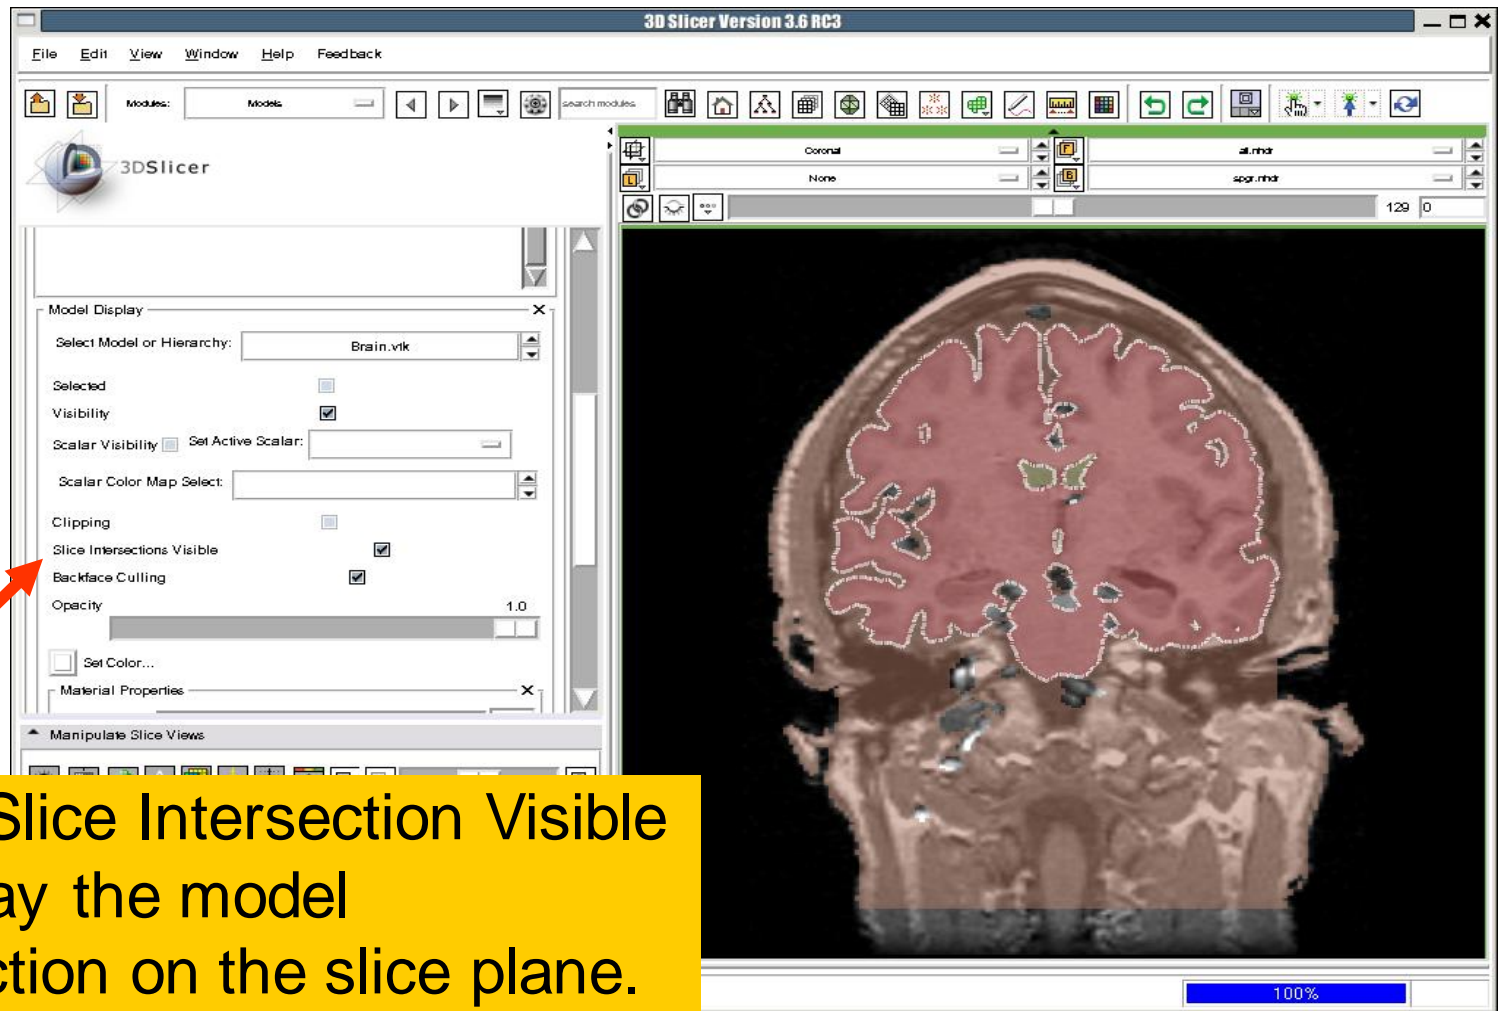 3D Slicer Version 3.6 RC3
File Edit View Window Help Feedback
Modules: Models search modules
3DSlicer
Coronal all.nhdr
None spgr.nhdr
129 0
F
L B
Model Display
Select Model or Hierarchy: Brain.vtk
Selected
Visibility
Scalar Visibility Set Active Scalar:
Scalar Color Map Select:
Clipping
Slice Intersections Visible
Backface Culling
Opacity 1.0
Set Color...
Material Properties
Manipulate Slice Views
Slice Intersection Visible
ay the model
ction on the slice plane.
100%